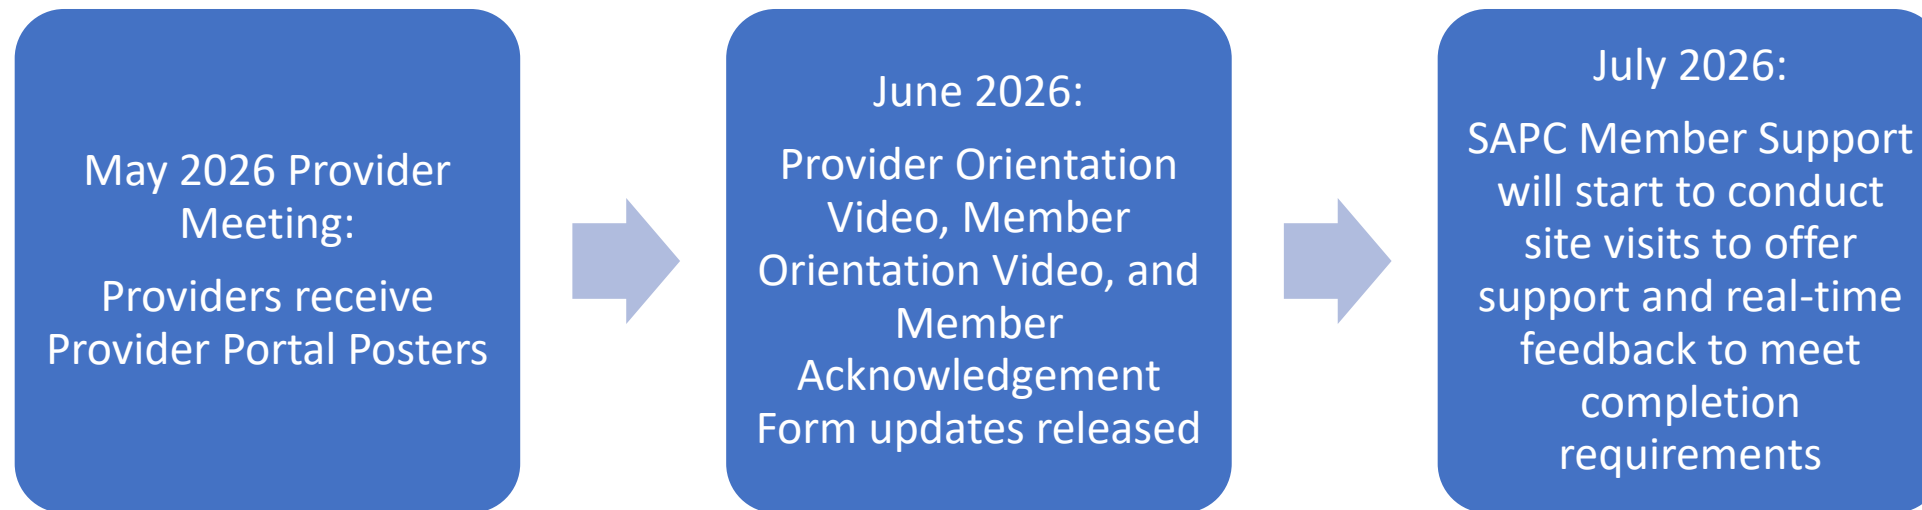 May 2026 Provider
Meeting:
Providers receive
Provider Portal Posters
June 2026:
Provider Orientation
Video, Member
Orientation Video, and
Member
Acknowledgement
Form updates released
July 2026:
SAPC Member Support
will start to conduct
site visits to offer
support and real-time
feedback to meet
completion
requirements